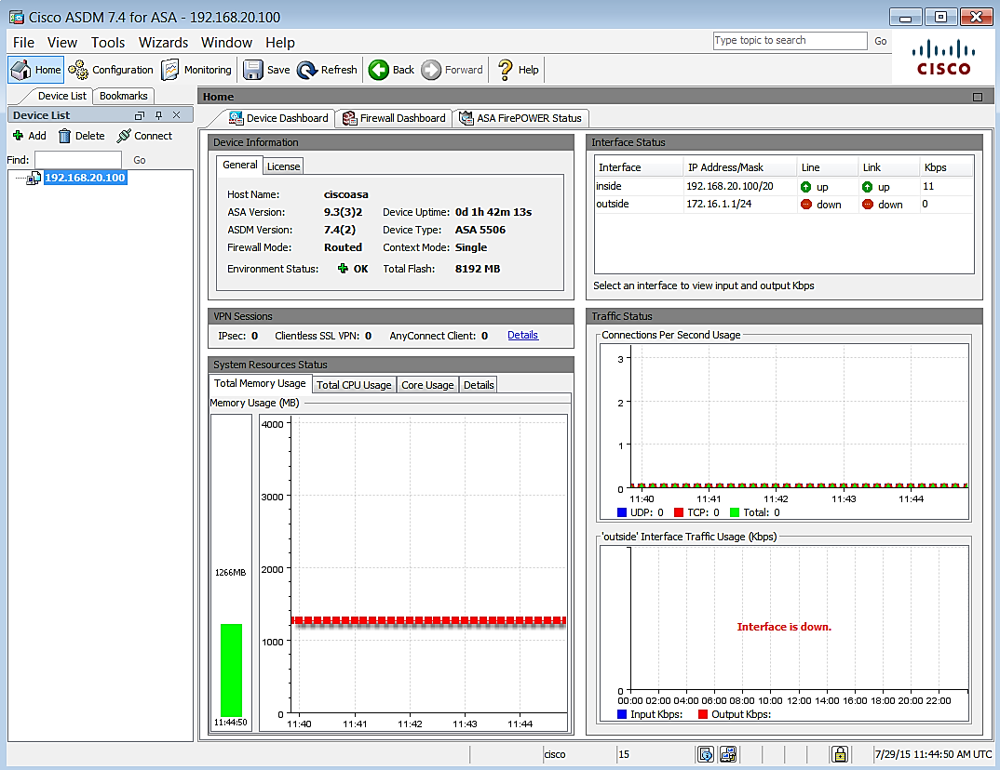 Cisco ASDM 7.4 for ASA - 192.168.20.100
File View Tools Wizards Window Help
Type topic to search Go
CISCO
Home Configuration Monitoring Save Refresh Back Forward Help
Device List Bookmarks
Device List
Add Delete Connect
Find: Go
192.168.20.100
Home
Device Dashboard Firewall Dashboard ASA FirePOWER Status
Device Information
General License
Host Name: ciscoasa
ASA Version: 9.3(3)2 Device Uptime: 0d 1h 42m 13s
ASDM Version: 7.4(2) Device Type: ASA 5506
Firewall Mode: Routed Context Mode: Single
Environment Status: OK Total Flash: 8192 MB
Interface Status
Interface IP Address/Mask Line Link Kbps
inside 192.168.20.100/20 up up 11
outside 172.16.1.1/24 down down 0
Select an interface to view input and output Kbps
VPN Sessions
IPsec: 0 Clientless SSL VPN: 0 AnyConnect Client: 0 Details
System Resources Status
Total Memory Usage Total CPU Usage Core Usage Details
Memory Usage (MB)
4000
3000
2000
1000
0
1266MB
11:44:50
11:40 11:41 11:42 11:43 11:44
Traffic Status
Connections Per Second Usage
3
2
1
0
11:40 11:41 11:42 11:43 11:44
UDP: 0 TCP: 0 Total: 0
'outside' Interface Traffic Usage (Kbps)
Interface is down.
0
00:00 02:00 04:00 06:00 08:00 10:00 12:00 14:00 16:00 18:00 20:00 22:00
Input Kbps: Output Kbps:
cisco 15 7/29/15 11:44:50 AM UTC